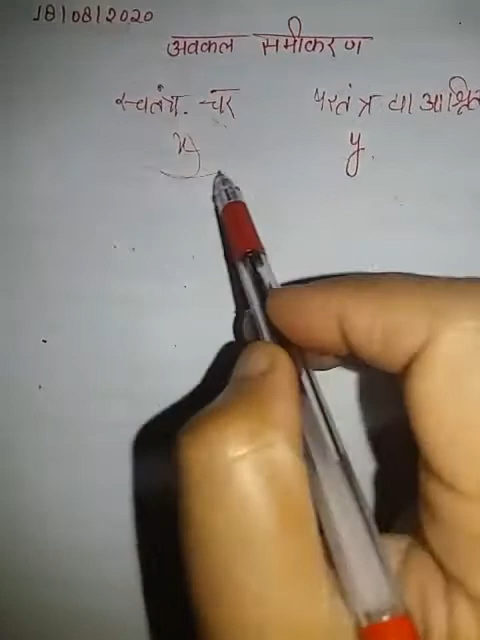 18/08/2020
अवकल समीकरण
स्वतंत्र. चर परतंत्र या आश्रित
x y.